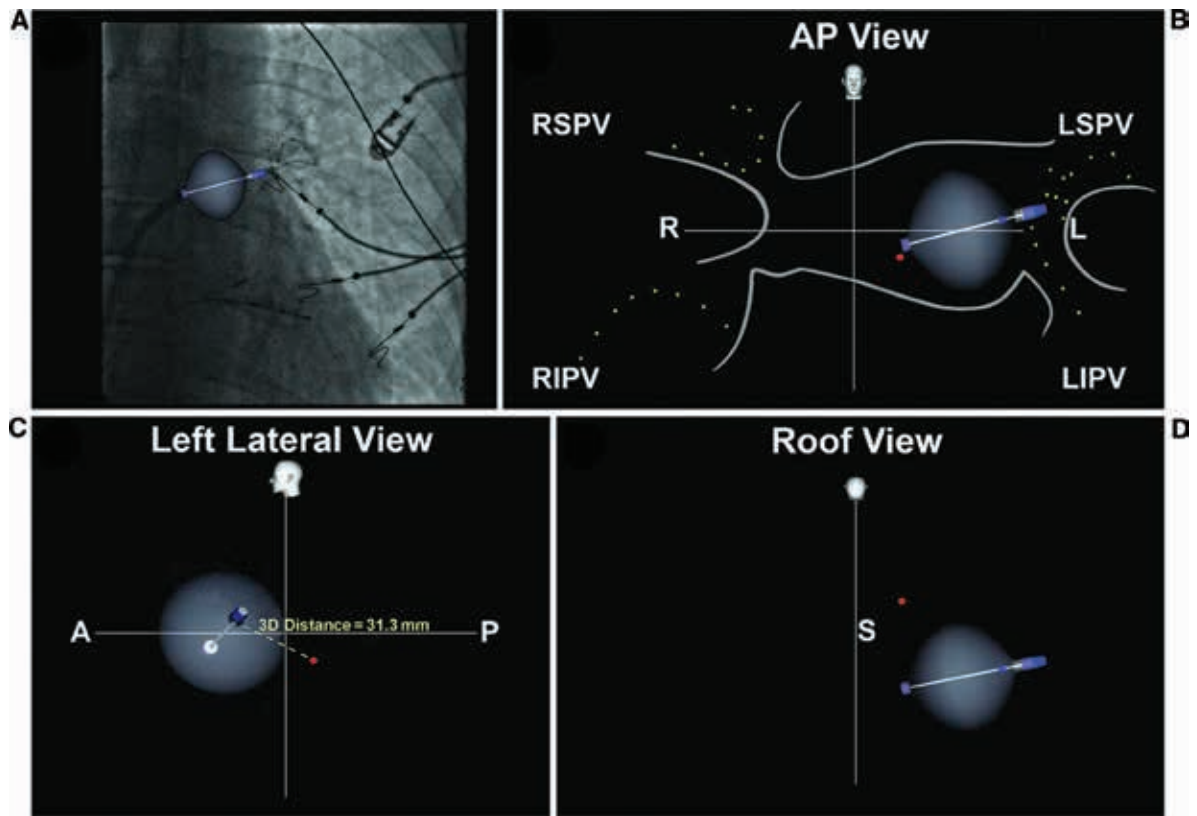 A
B
AP View
RSPV
LSPV
R
L
RIPV
LIPV
C
D
Left Lateral View
Roof View
3D Distance = 31.3 mm
A
P
S